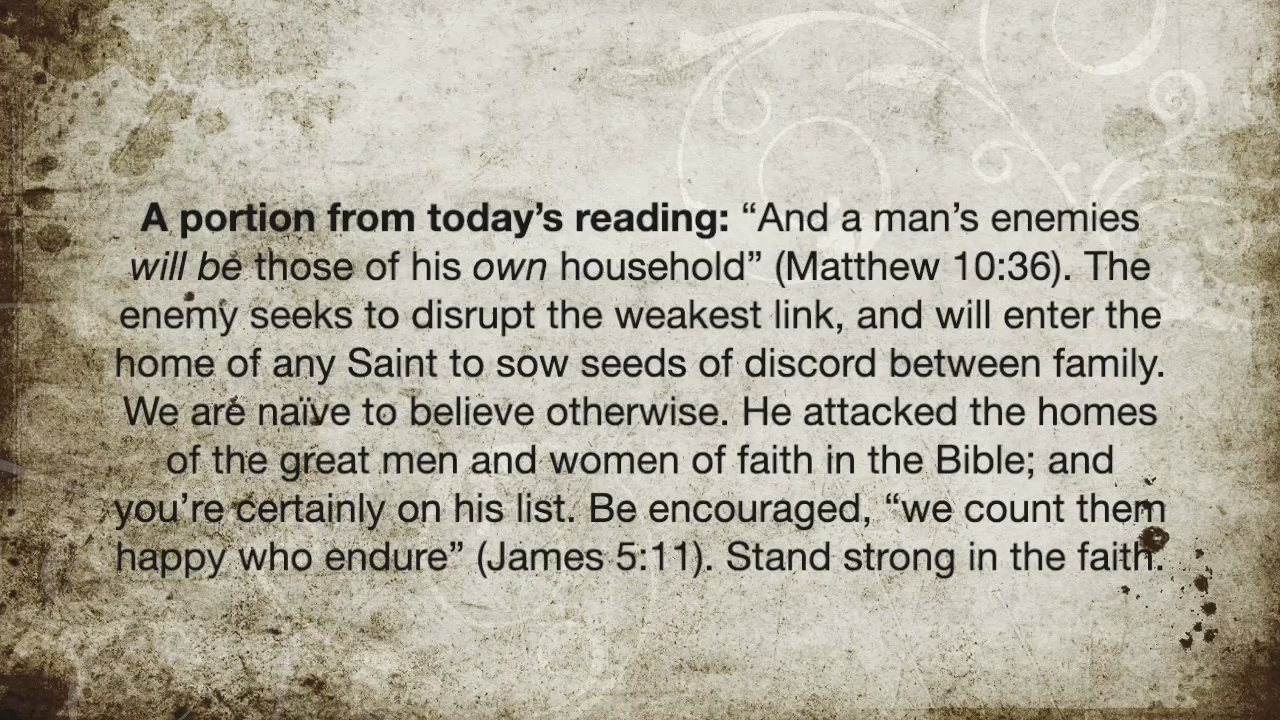 A portion from today’s reading: “And a man’s enemies
will be those of his own household” (Matthew 10:36). The
enemy seeks to disrupt the weakest link, and will enter the
home of any Saint to sow seeds of discord between family.
We are naïve to believe otherwise. He attacked the homes
of the great men and women of faith in the Bible; and
you’re certainly on his list. Be encouraged, “we count them
happy who endure” (James 5:11). Stand strong in the faith.